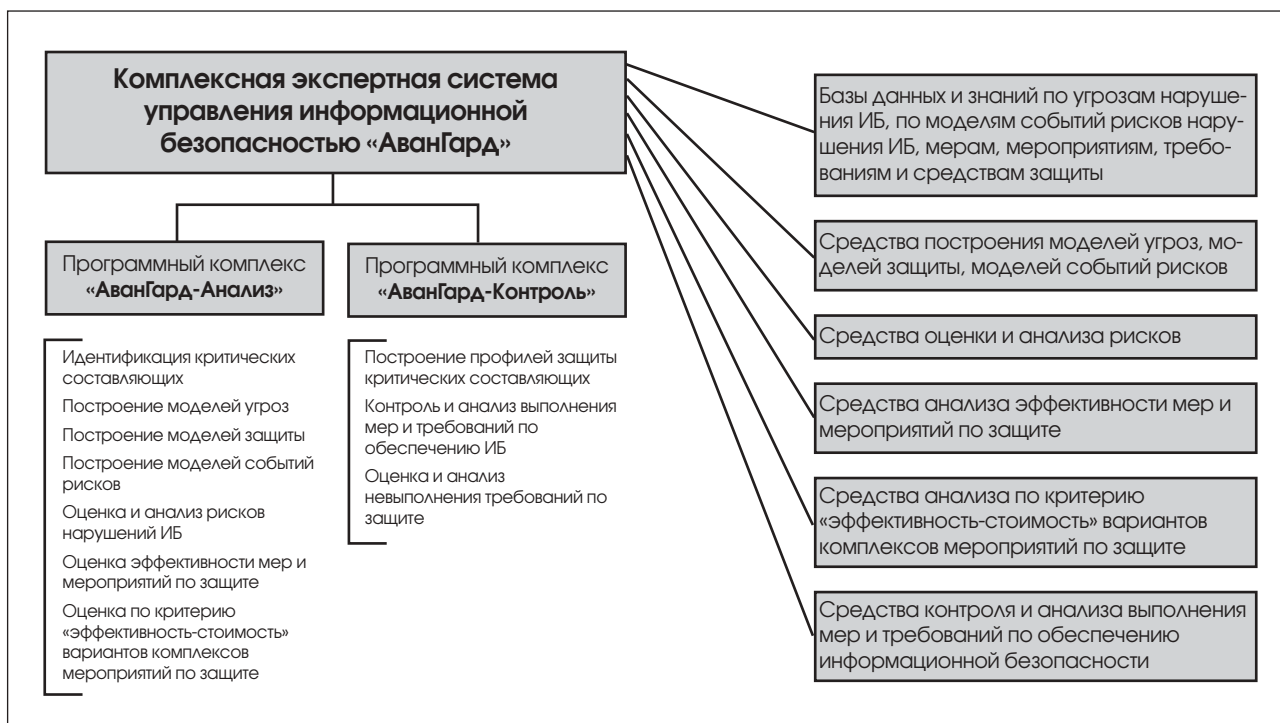 Комплексная экспертная система
управления информационной
безопасностью «АванГард»
Программный комплекс
«АванГард-Анализ»
Программный комплекс
«АванГард-Контроль»
Идентификация критических
составляющих
Построение моделей угроз
Построение моделей защиты
Построение моделей событий
рисков
Оценка и анализ рисков
нарушений ИБ
Оценка эффективности мер и
мероприятий по защите
Оценка по критерию
«эффективность-стоимость»
вариантов комплексов
мероприятий по защите
Построение профилей защиты
критических составляющих
Контроль и анализ выполнения
мер и требований по
обеспечению ИБ
Оценка и анализ
невыполнения требований по
защите
Базы данных и знаний по угрозам наруше-
ния ИБ, по моделям событий рисков нару-
шения ИБ, мерам, мероприятиям, требо-
ваниям и средствам защиты
Средства построения моделей угроз, мо-
делей защиты, моделей событий рисков
Средства оценки и анализа рисков
Средства анализа эффективности мер и
мероприятий по защите
Средства анализа по критерию
«эффективность-стоимость» вариантов
комплексов мероприятий по защите
Средства контроля и анализа выполнения
мер и требований по обеспечению
информационной безопасности